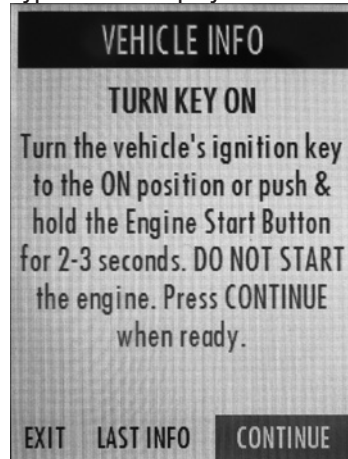 VEHICLE INFO
TURN KEY ON
Turn the vehicle's ignition key
to the ON position or push &
hold the Engine Start Button
for 2-3 seconds. DO NOT START
the engine. Press CONTINUE
when ready.
EXIT LAST INFO CONTINUE